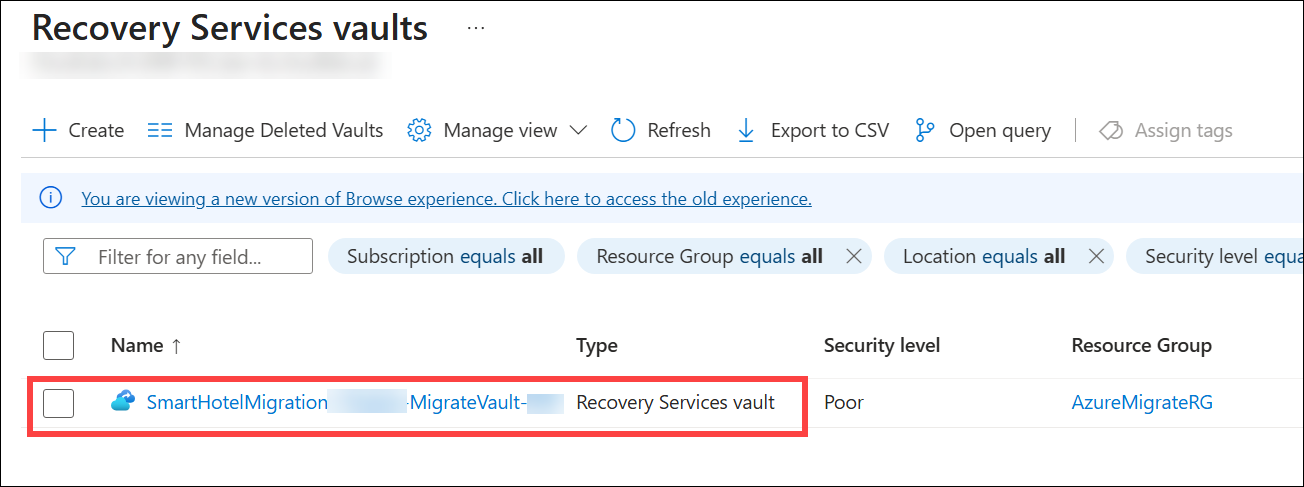 Recovery Services vaults ...
Create Manage Deleted Vaults Manage view Refresh Export to CSV Open query Assign tags
You are viewing a new version of Browse experience. Click here to access the old experience.
Filter for any field... Subscription equals all Resource Group equals all Location equals all Security level equa
Name ↑ Type Security level Resource Group
SmartHotelMigration -MigrateVault- Recovery Services vault Poor AzureMigrateRG